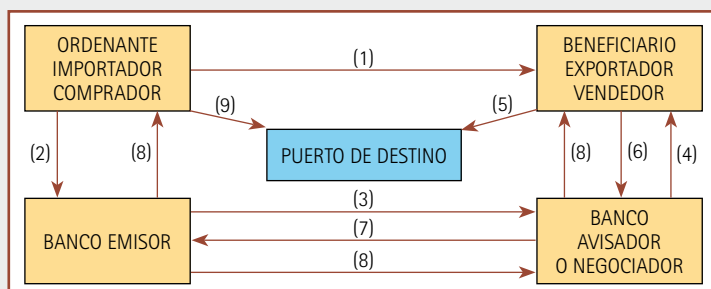 ORDENANTE
IMPORTADOR
COMPRADOR
(1)
BENEFICIARIO
EXPORTADOR
VENDEDOR
(9)
(5)
(2)
(8)
PUERTO DE DESTINO
(8)
(6)
(4)
BANCO EMISOR
(3)
(7)
(8)
BANCO
AVISADOR
O NEGOCIADOR